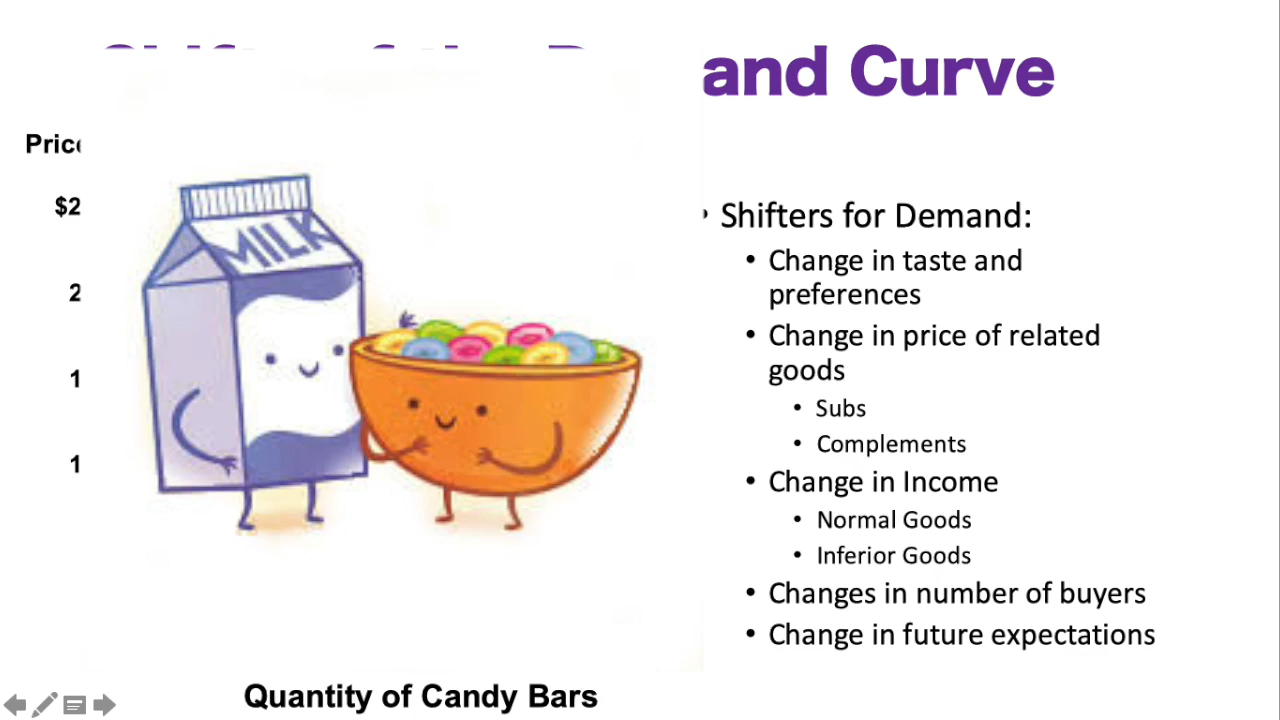 and Curve
Price
$2
2
1
1
MILK
• Shifters for Demand:
• Change in taste and
preferences
• Change in price of related
goods
• Subs
• Complements
• Change in Income
• Normal Goods
• Inferior Goods
• Changes in number of buyers
• Change in future expectations
Quantity of Candy Bars